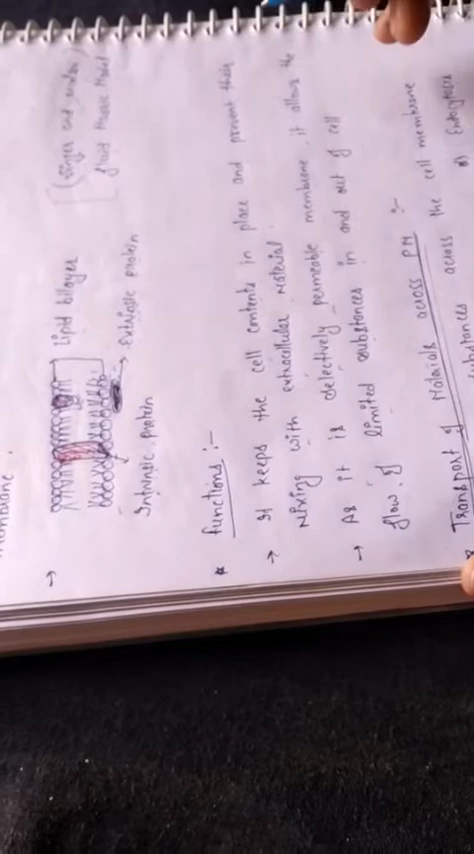 (singer and
fluid Mosaic Model
→ Lipid bilayer
Extrinsic protein
Intrinsic protein
* functions :-
→ It keeps the cell contents in place and prevent their
Mixing with extracellular Material.
→ As it is selectively permeable membrane, it allows the
flow of limited substances in and out of cell
Transport of Materials across PM :-
substances across the cell membrane
Endocytosis